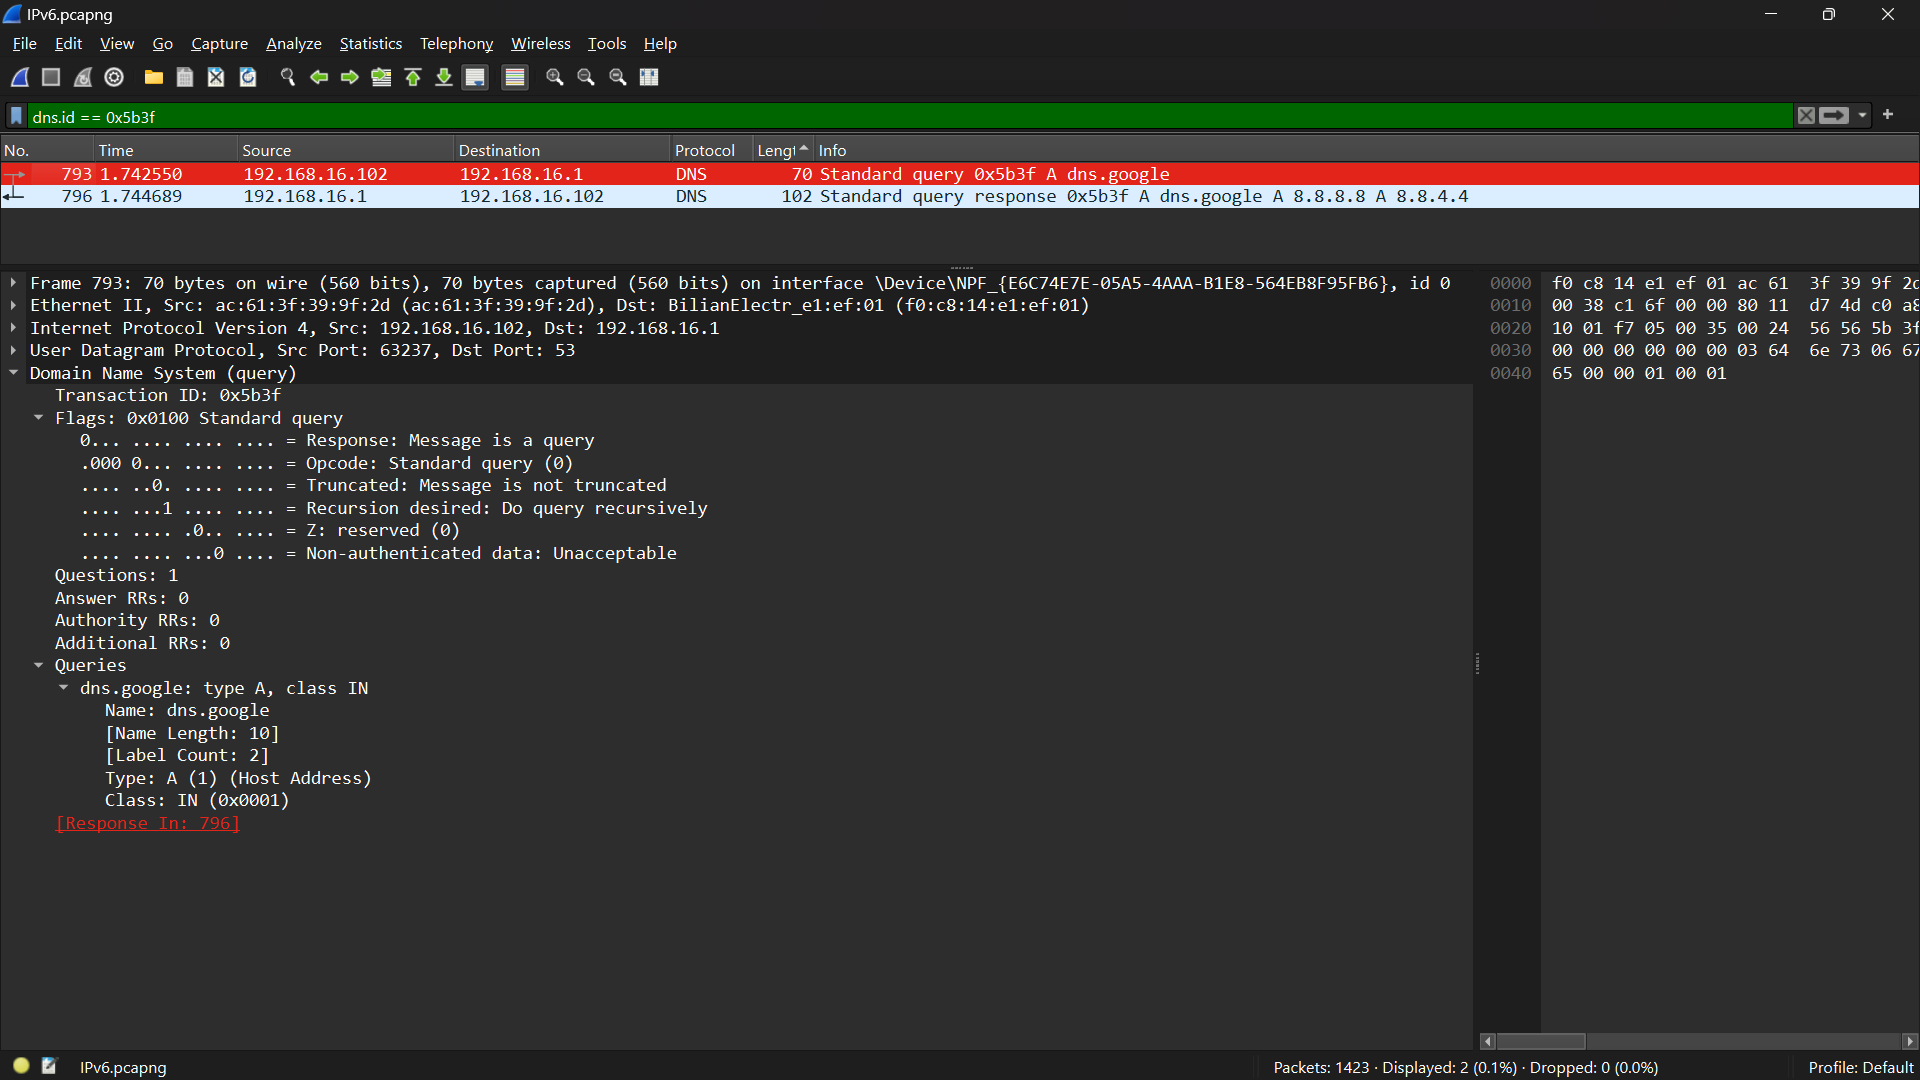 IPv6.pcapng
File Edit View Go Capture Analyze Statistics Telephony Wireless Tools Help
dns.id == 0x5b3f
No. Time Source Destination Protocol Lengt Info
793 1.742550 192.168.16.102 192.168.16.1 DNS 70 Standard query 0x5b3f A dns.google
796 1.744689 192.168.16.1 192.168.16.102 DNS 102 Standard query response 0x5b3f A dns.google A 8.8.8.8 A 8.8.4.4
Frame 793: 70 bytes on wire (560 bits), 70 bytes captured (560 bits) on interface \Device\NPF_{E6C74E7E-05A5-4AAA-B1E8-564EB8F95FB6}, id 0
Ethernet II, Src: ac:61:3f:39:9f:2d (ac:61:3f:39:9f:2d), Dst: BilianElectr_e1:ef:01 (f0:c8:14:e1:ef:01)
Internet Protocol Version 4, Src: 192.168.16.102, Dst: 192.168.16.1
User Datagram Protocol, Src Port: 63237, Dst Port: 53
Domain Name System (query)
Transaction ID: 0x5b3f
Flags: 0x0100 Standard query
0... .... .... .... = Response: Message is a query
.000 0... .... .... = Opcode: Standard query (0)
.... ..0. .... .... = Truncated: Message is not truncated
.... ...1 .... .... = Recursion desired: Do query recursively
.... .... .0.. .... = Z: reserved (0)
.... .... ...0 .... = Non-authenticated data: Unacceptable
Questions: 1
Answer RRs: 0
Authority RRs: 0
Additional RRs: 0
Queries
dns.google: type A, class IN
Name: dns.google
[Name Length: 10]
[Label Count: 2]
Type: A (1) (Host Address)
Class: IN (0x0001)
[Response In: 796]
0000 f0 c8 14 e1 ef 01 ac 61 3f 39 9f 2d
0010 00 38 c1 6f 00 00 80 11 d7 4d c0 a8
0020 10 01 f7 05 00 35 00 24 56 56 5b 3f
0030 00 00 00 00 00 00 03 64 6e 73 06 67
0040 65 00 00 01 00 01
IPv6.pcapng
Packets: 1423 · Displayed: 2 (0.1%) · Dropped: 0 (0.0%)
Profile: Default